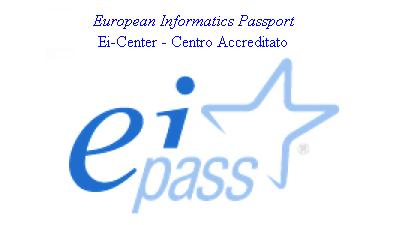 European Informatics Passport
Ei-Center - Centro Accreditato
ei
pass®